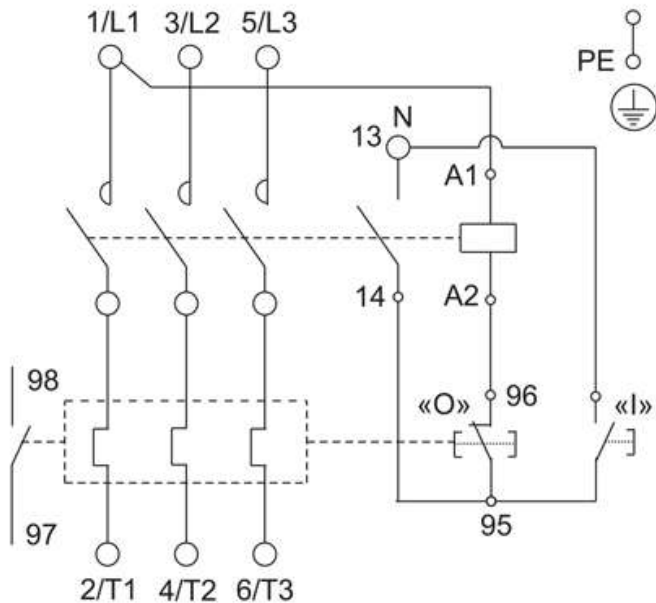 1/L1 3/L2 5/L3
PE
N
13
A1
14
A2
98
«O» 96 «I»
97
95
2/T1 4/T2 6/T3